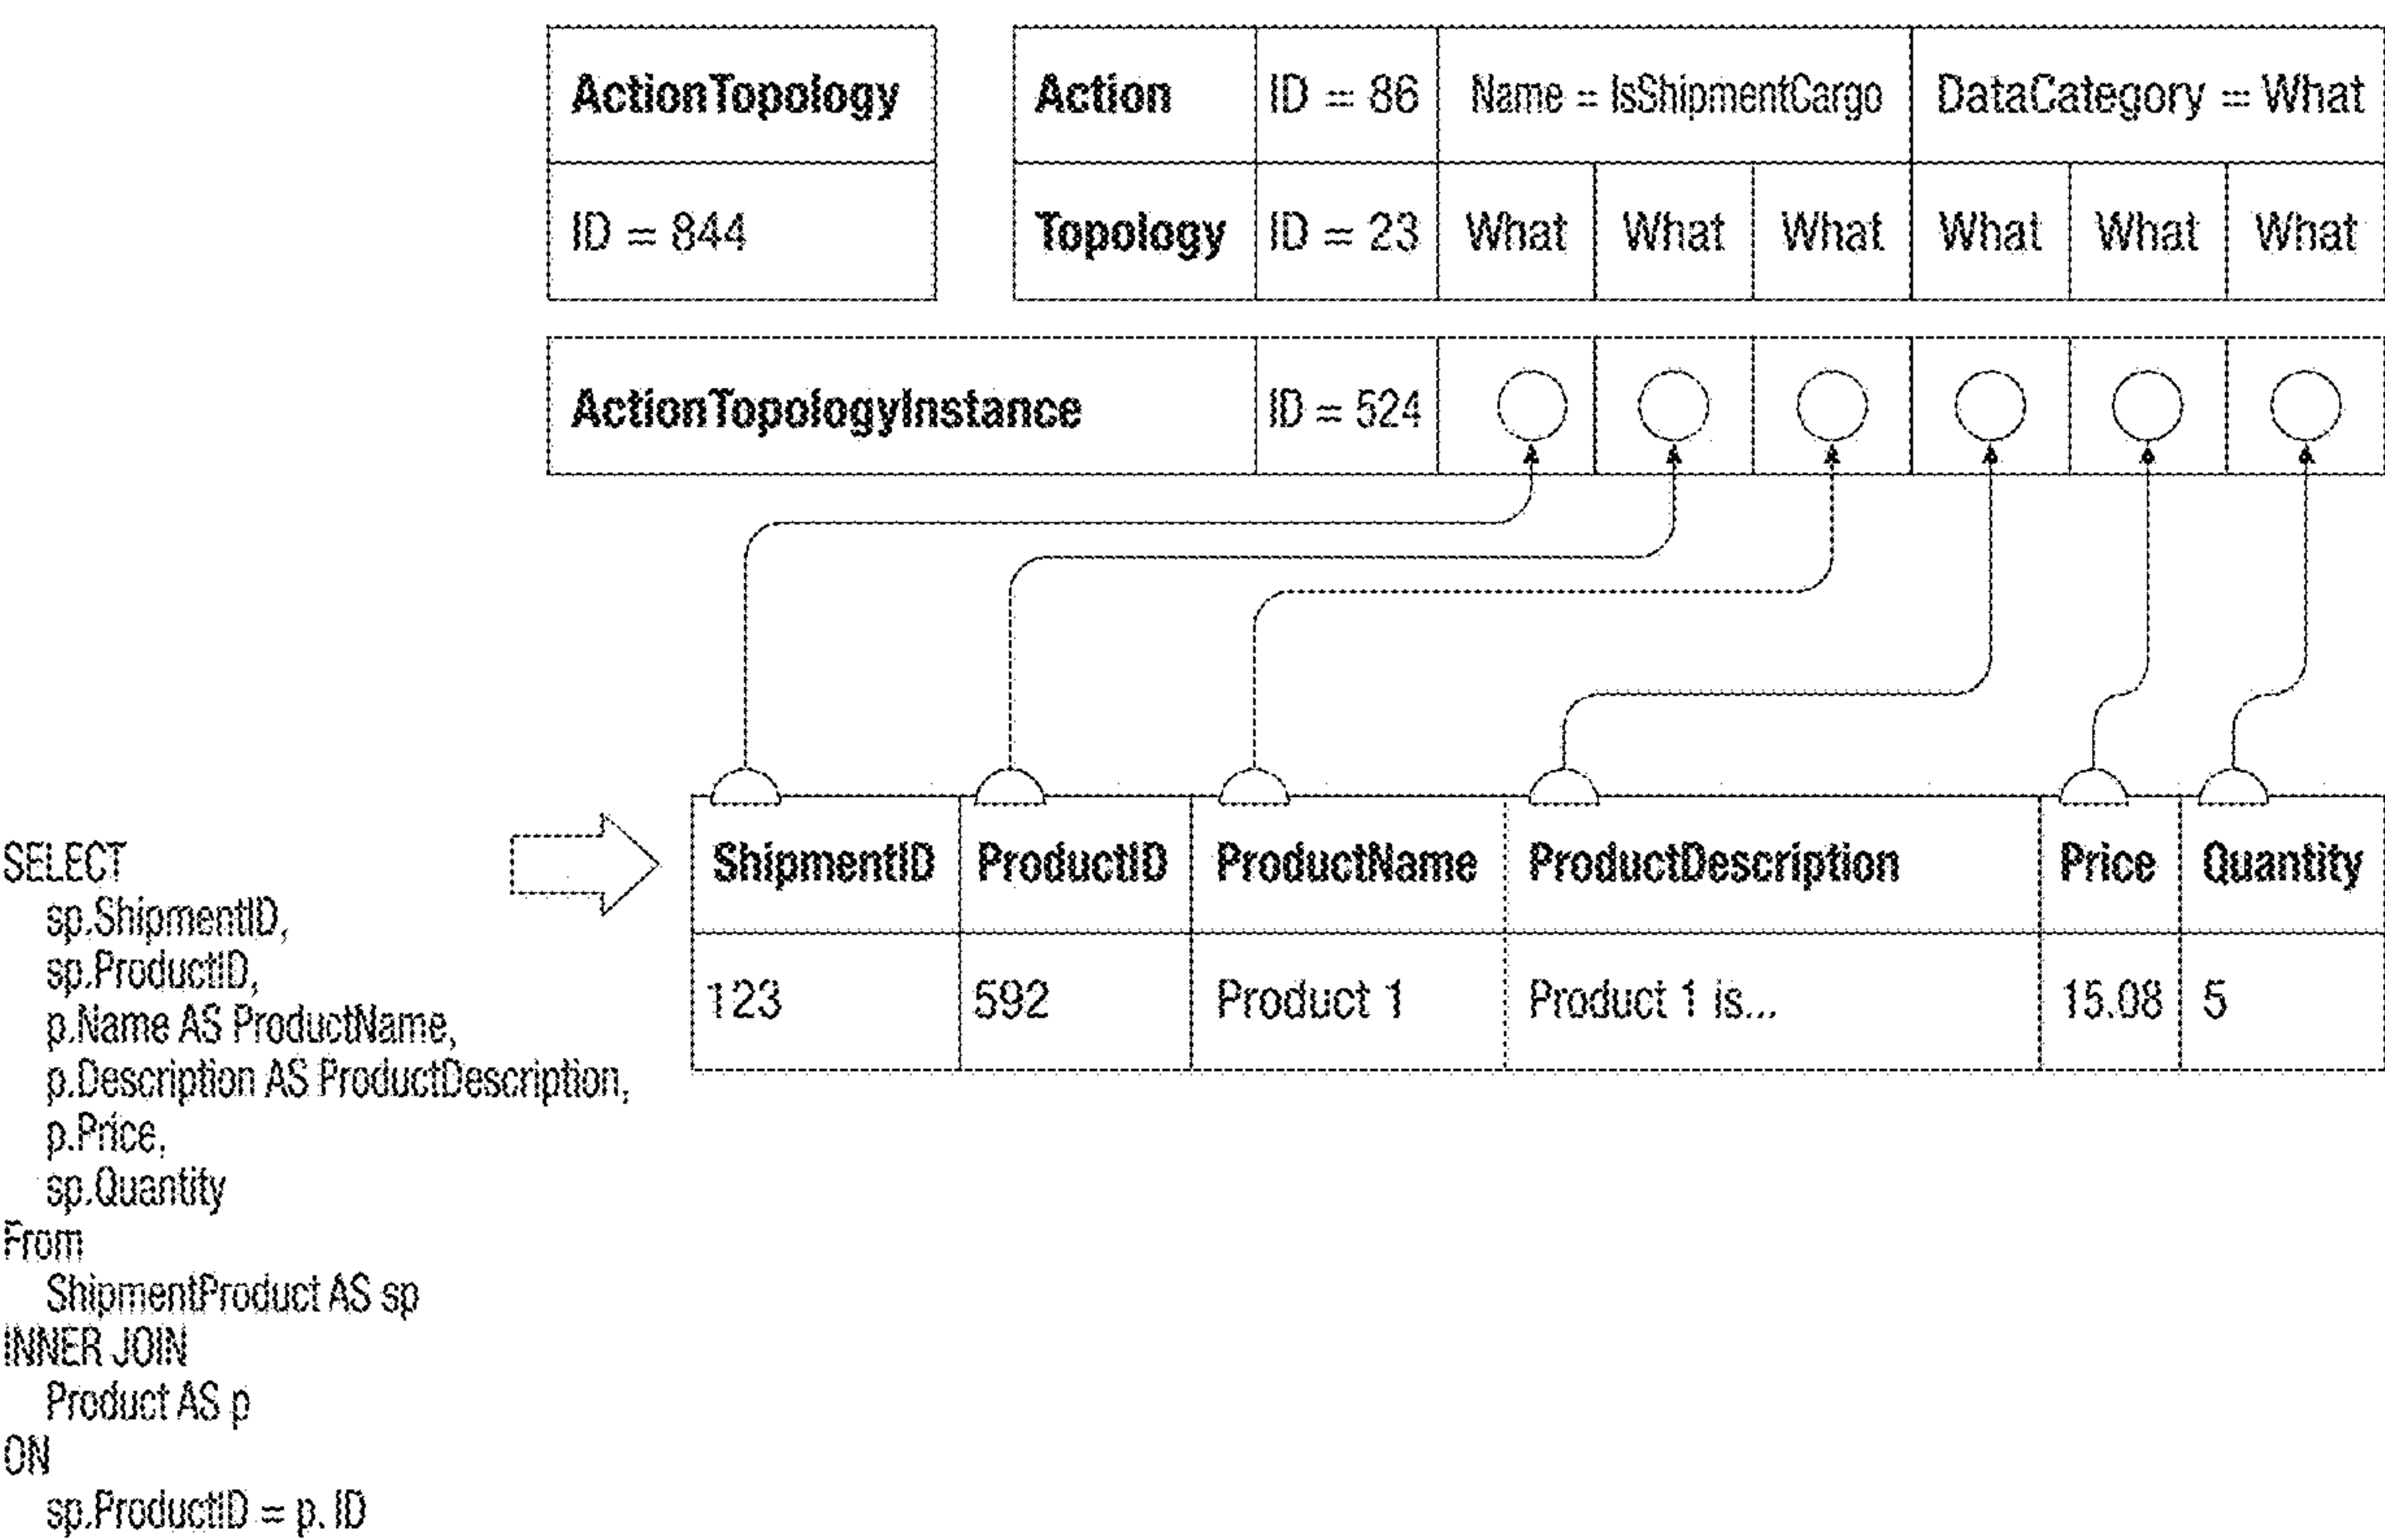 ActionTopology
ID = 844
Action ID = 86 Name = IsShipmentCargo DataCategory = What
Topology ID = 23 What What What What What What
ActionTopologyInstance ID = 524
ShipmentID ProductID ProductName ProductDescription Price Quantity
123 592 Product 1 Product 1 is... 15.08 5
SELECT
sp.ShipmentID,
sp.ProductID,
p.Name AS ProductName,
p.Description AS ProductDescription,
p.Price,
sp.Quantity
From
ShipmentProduct AS sp
INNER JOIN
Product AS p
ON
sp.ProductID = p. ID